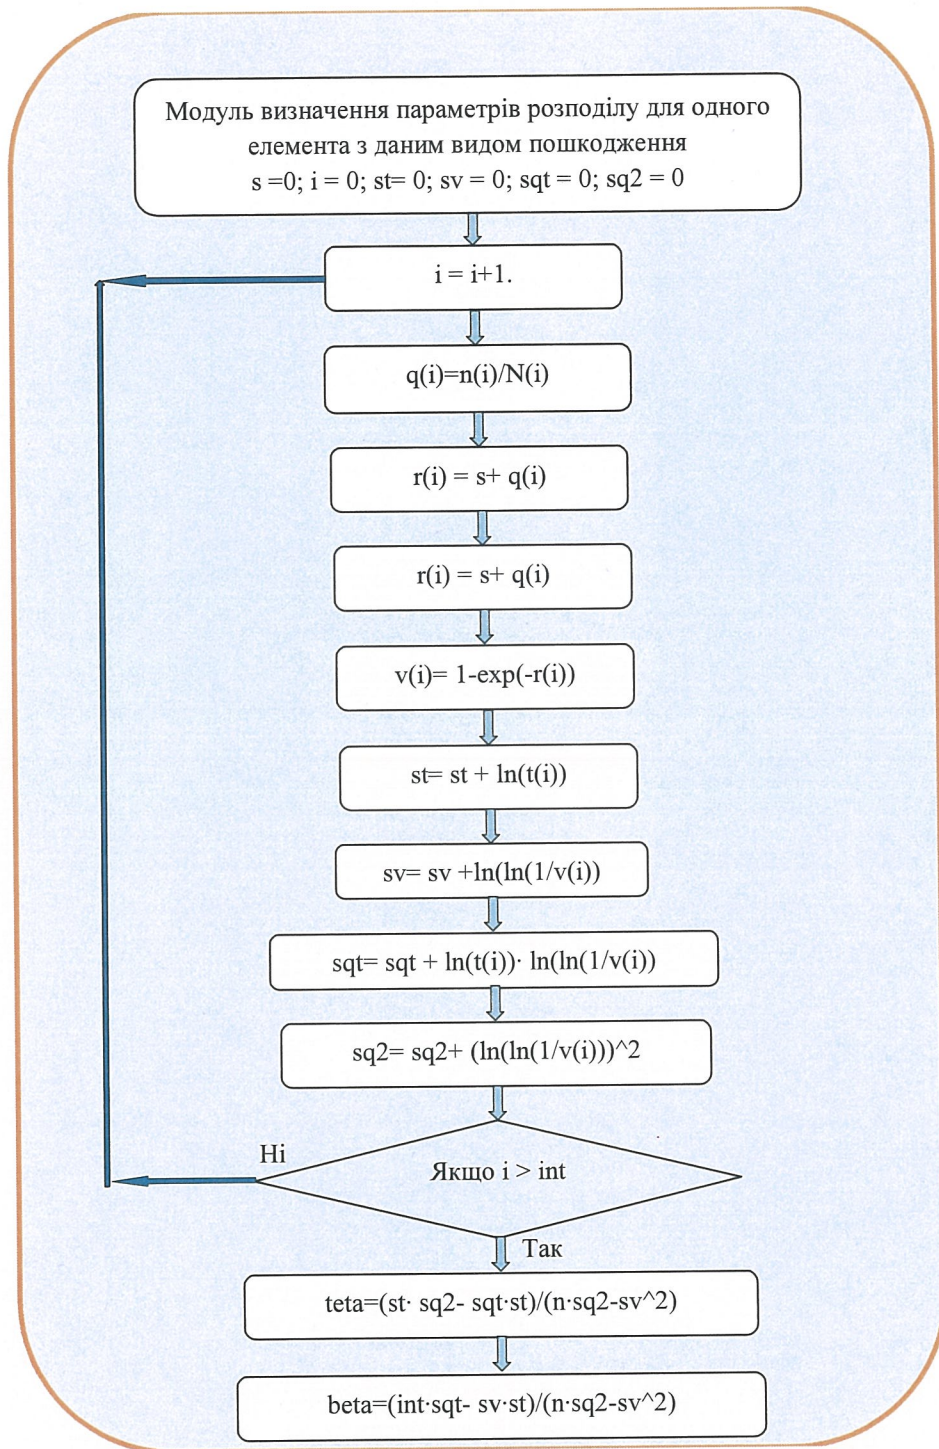 Модуль визначення параметрів розподілу для одного
елемента з даним видом пошкодження
s =0; i = 0; st= 0; sv = 0; sqt = 0; sq2 = 0
i = i+1.
q(i)=n(i)/N(i)
r(i) = s+ q(i)
r(i) = s+ q(i)
v(i)= 1-exp(-r(i))
st= st + ln(t(i))
sv= sv +ln(ln(1/v(i))
sqt= sqt + ln(t(i))· ln(ln(1/v(i))
sq2= sq2+ (ln(ln(1/v(i)))^2
Ні
Якщо i > int
Так
teta=(st· sq2- sqt·st)/(n·sq2-sv^2)
beta=(int·sqt- sv·st)/(n·sq2-sv^2)